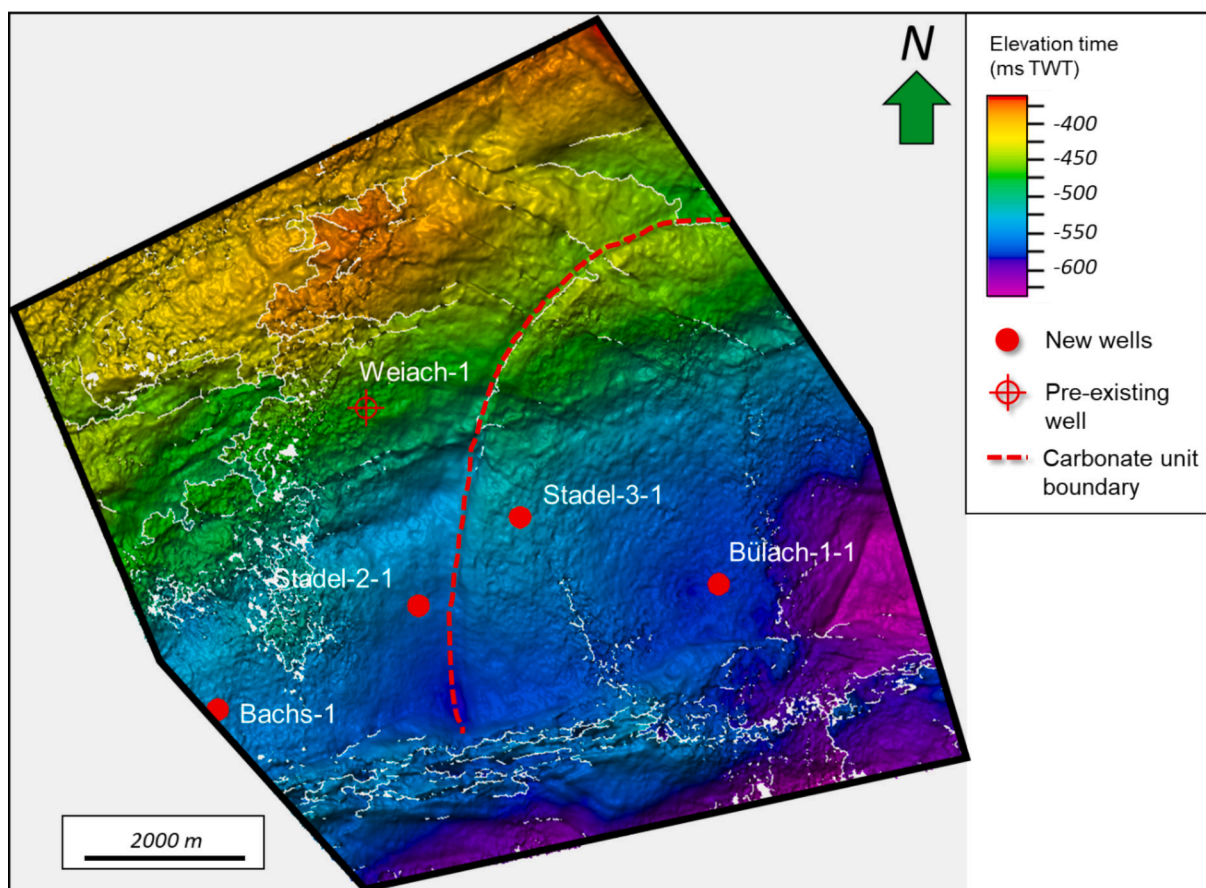 N
Elevation time
(ms TWT)
-400
-450
-500
-550
-600
New wells
Pre-existing
well
Carbonate unit
boundary
Weiach-1
Stadel-3-1
Bülach-1-1
Stadel-2-1
Bachs-1
2000 m